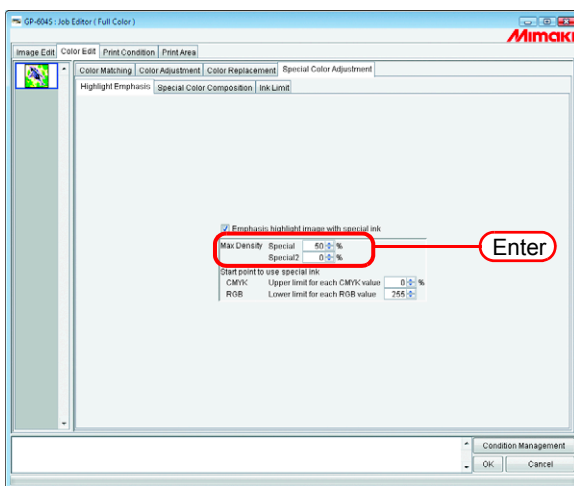 GP-604S : Job Editor ( Full Color )
Mimaki
Image Edit Color Edit Print Condition Print Area
Color Matching Color Adjustment Color Replacement Special Color Adjustment
Highlight Emphasis Special Color Composition Ink Limit
Emphasis highlight image with special ink
Max Density Special 50 %
Special2 0 %
Enter
Start point to use special ink
CMYK Upper limit for each CMYK value 0 %
RGB Lower limit for each RGB value 255
Condition Management
OK Cancel